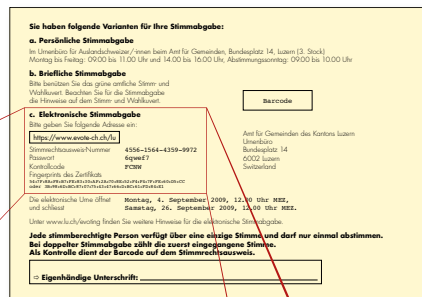 Sie haben folgende Varianten für Ihre Stimmabgabe:
a. Persönliche Stimmabgabe
Im Urnenbüro für Auslandschweizer/-innen beim Amt für Gemeinden, Bundesplatz 14, Luzern (3. Stock)
Montag bis Freitag: 09.00 bis 11.00 Uhr und 14.00 bis 16.00 Uhr, Abstimmungssonntag: 09.00 bis 10.00 Uhr
b. Briefliche Stimmabgabe
Bitte benützen Sie das grüne amtliche Stimm- und
Wahlkuvert. Beachten Sie für die Stimmabgabe
die Hinweise auf dem Stimm- und Wahlkuvert.
Barcode
c. Elektronische Stimmabgabe
Bitte geben Sie folgende Adresse ein:
https://www.evote-ch.ch/lu
Stimmrechtsausweis-Nummer 4556-1564-4359-9972
Passwort 6qwef?
Kontrollcode FCNW
Fingerprints des Zertifikats
oder
Amt für Gemeinden des Kantons Luzern
Urnenbüro
Bundesplatz 14
6002 Luzern
Switzerland
Die elektronische Urne öffnet Montag, 4. September 2009, 12.00 Uhr MEZ,
und schliesst Samstag, 26. September 2009, 12.00 Uhr MEZ.
Unter www.lu.ch/evoting finden Sie weitere Hinweise für die elektronische Stimmabgabe.
Jede stimmberechtigte Person verfügt über eine einzige Stimme und darf nur einmal abstimmen.
Bei doppelter Stimmabgabe zählt die zuerst eingegangene Stimme.
Als Kontrolle dient der Barcode auf dem Stimmrechtsausweis.
⇨ Eigenhändige Unterschrift: